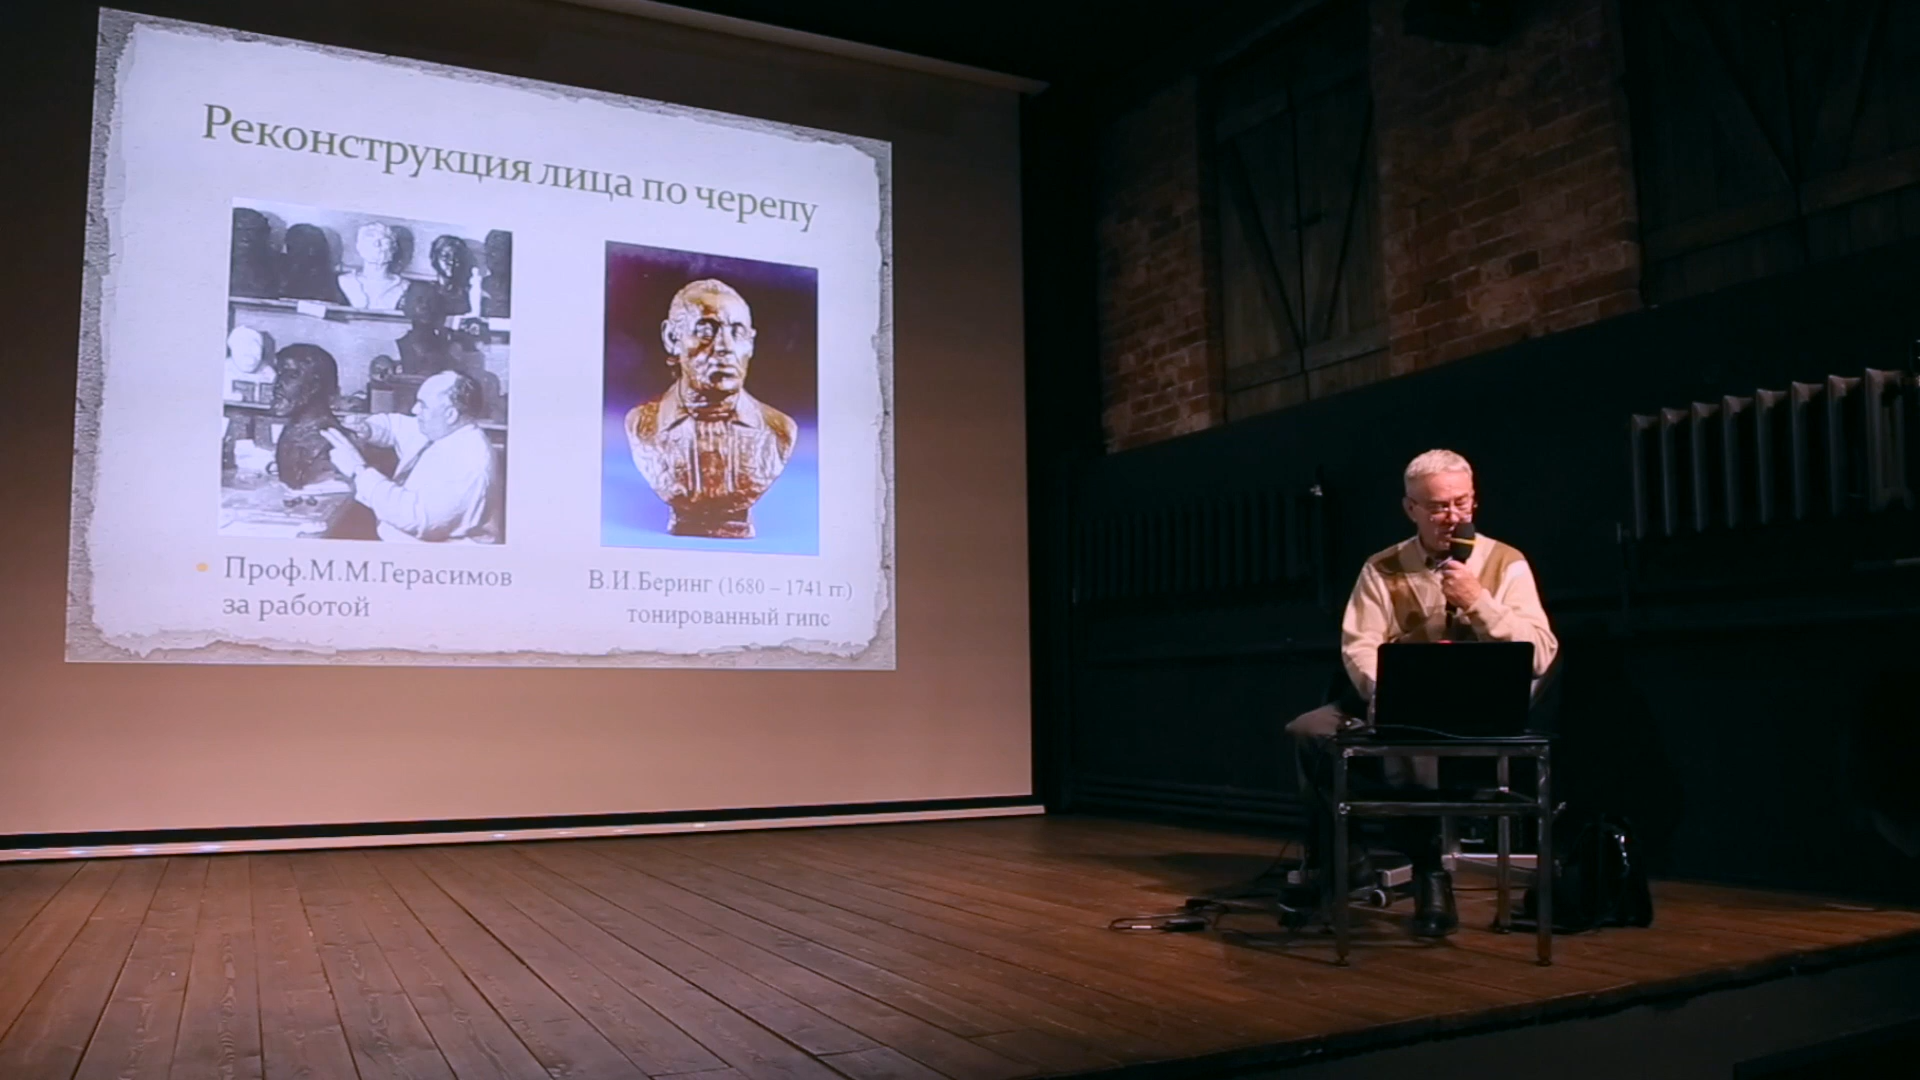 Реконструкция лица по черепу
Проф.М.М.Герасимов
за работой
В.И.Беринг (1680 – 1741 гг.)
тонированный гипс